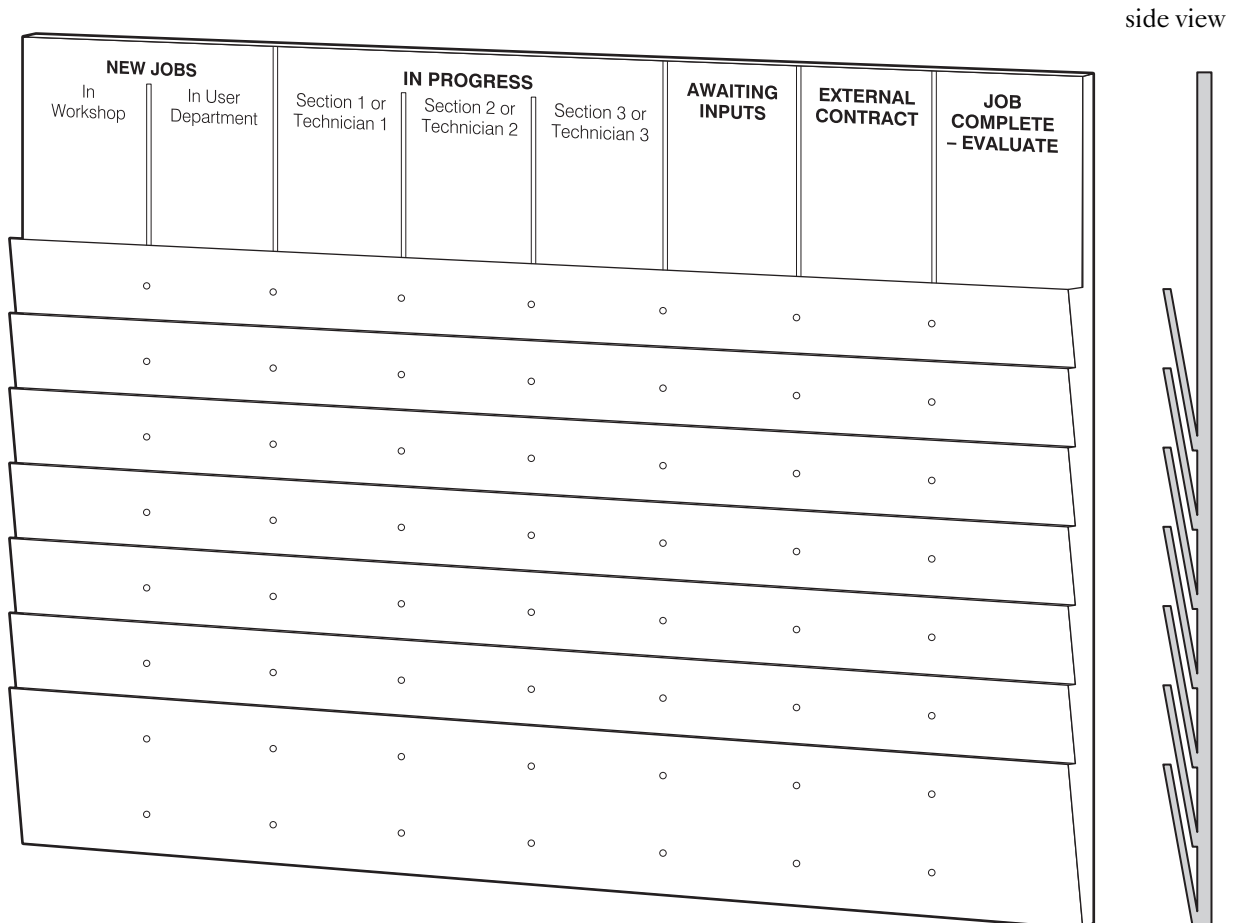 side view
NEW JOBS
In
Workshop
In User
Department
IN PROGRESS
Section 1 or
Technician 1
Section 2 or
Technician 2
Section 3 or
Technician 3
AWAITING
INPUTS
EXTERNAL
CONTRACT
JOB
COMPLETE
– EVALUATE